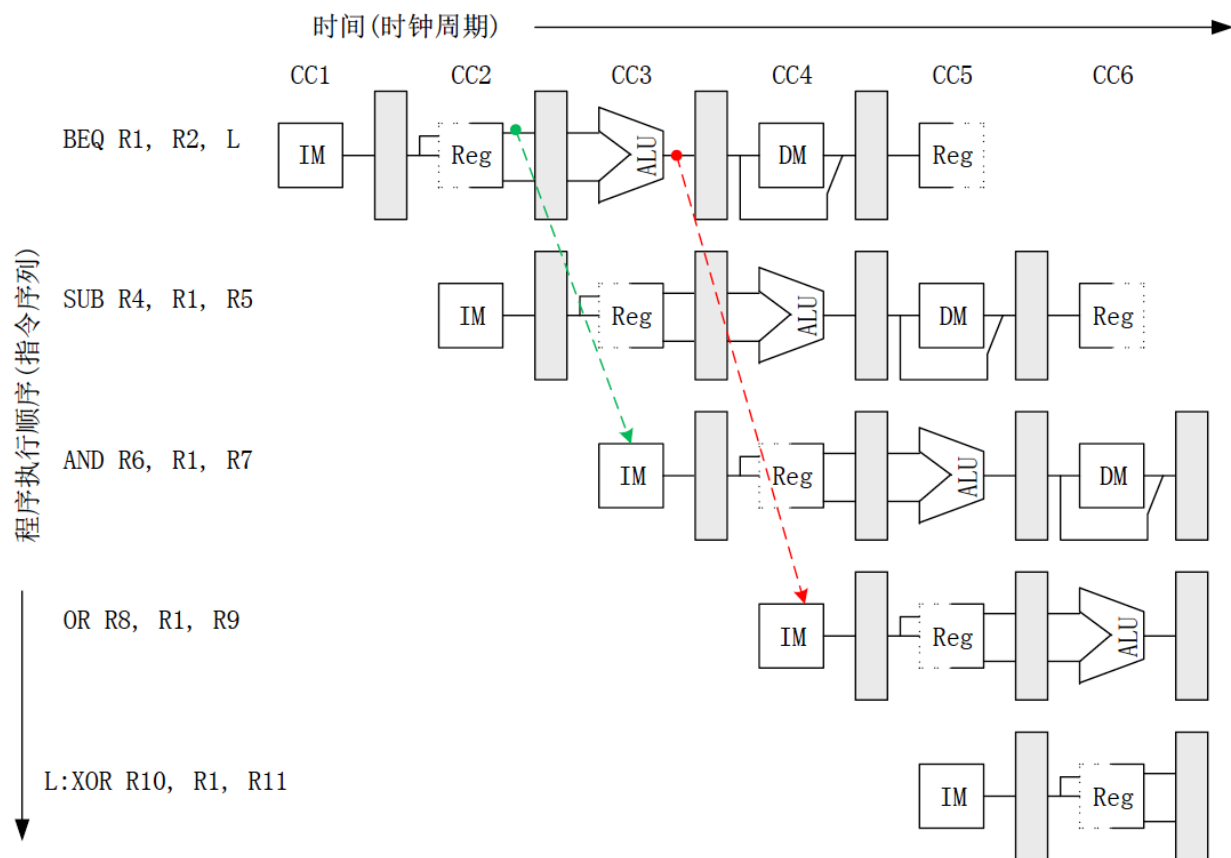 时间(时钟周期)
CC1 CC2 CC3 CC4 CC5 CC6
BEQ R1, R2, L
IM Reg ALU DM Reg
SUB R4, R1, R5
IM Reg ALU DM Reg
AND R6, R1, R7
IM Reg ALU DM
OR R8, R1, R9
IM Reg ALU
L:XOR R10, R1, R11
IM Reg
程序执行顺序(指令序列)